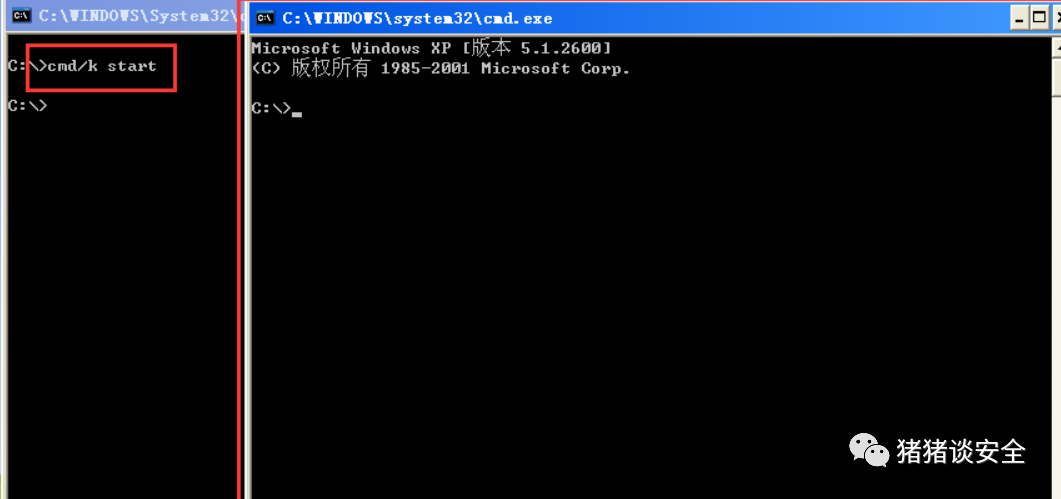 C:\WINDOWS\System32\
C:\>cmd/k start
C:\>
C:\WINDOWS\system32\cmd.exe
Microsoft Windows XP [版本 5.1.2600]
(C) 版权所有 1985-2001 Microsoft Corp.
C:\>_
猪猪谈安全